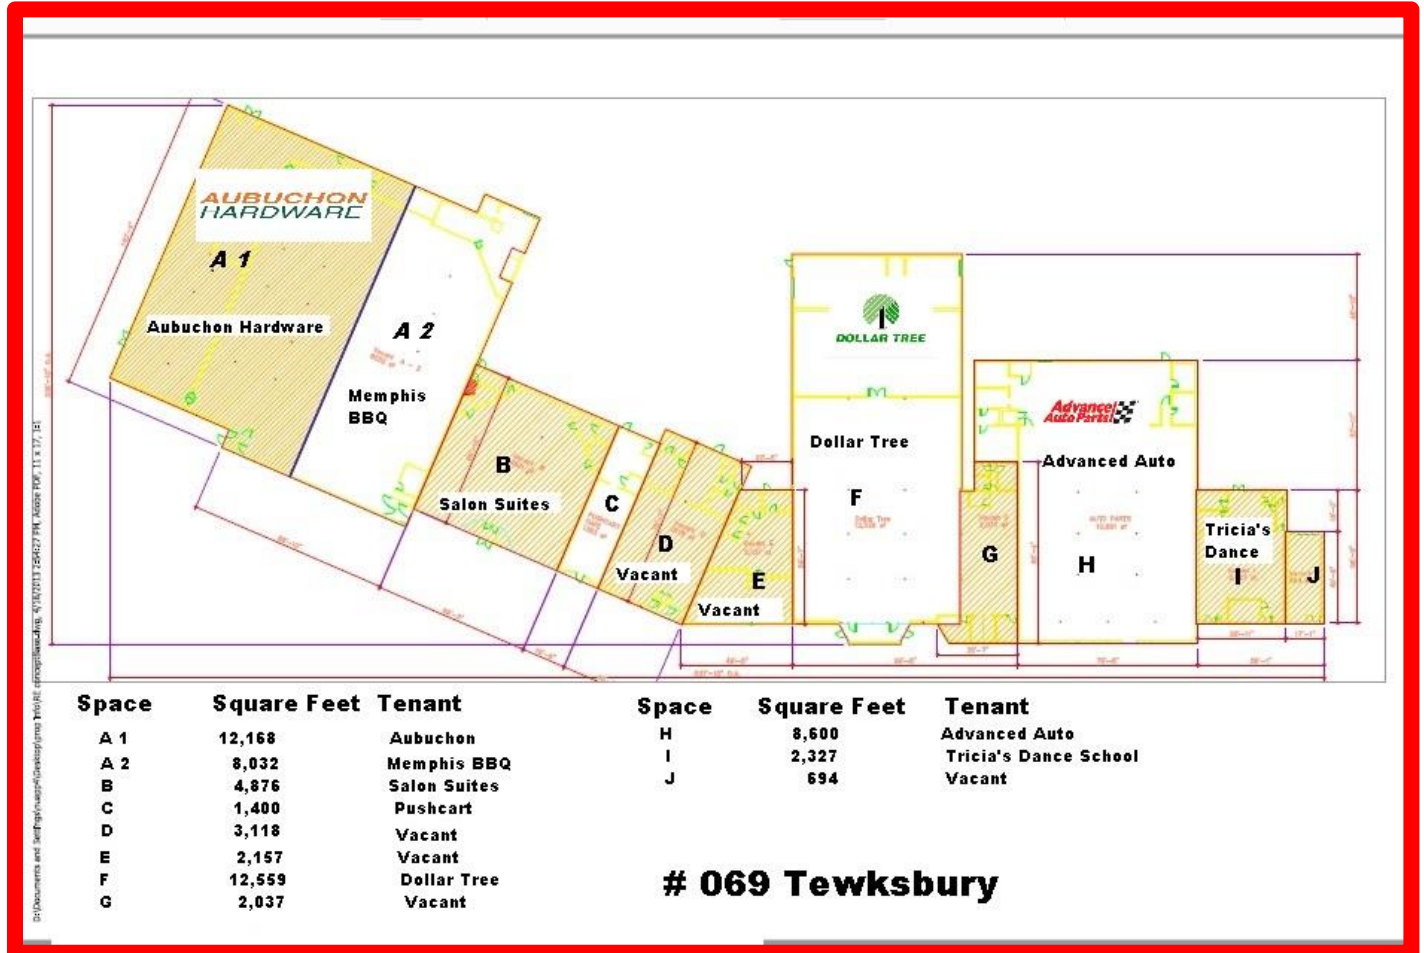 AUBUCHON
HARDWARE
A 1
Aubuchon Hardware
A 2
Memphis
BBQ
B
Salon Suites
C
D
Vacant
E
Vacant
DOLLAR TREE
Dollar Tree
F
G
Advance
Auto Parts
Advanced Auto
H
AUTO PARTS
Tricia's
Dance
I
J
Space Square Feet Tenant
A 1 12,168 Aubuchon
A 2 8,032 Memphis BBQ
B 4,876 Salon Suites
C 1,400 Pushcart
D 3,118 Vacant
E 2,157 Vacant
F 12,559 Dollar Tree
G 2,037 Vacant
Space Square Feet Tenant
H 8,600 Advanced Auto
I 2,327 Tricia's Dance School
J 694 Vacant
# 069 Tewksbury